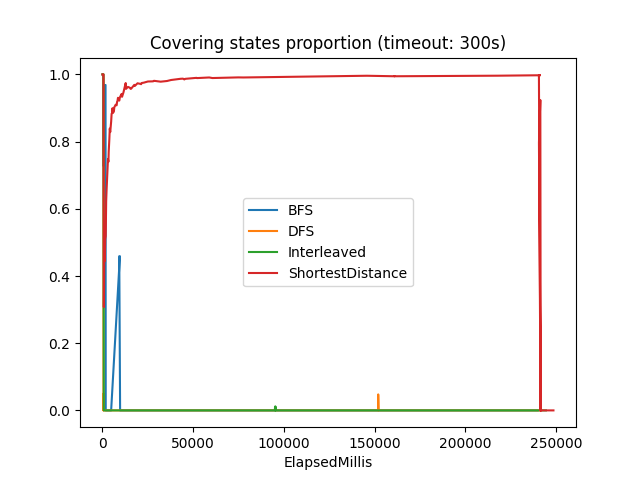 Covering states proportion (timeout: 300s)
1.0
0.8
0.6
0.4
0.2
0.0
BFS
DFS
Interleaved
ShortestDistance
0 50000 100000 150000 200000 250000
ElapsedMillis